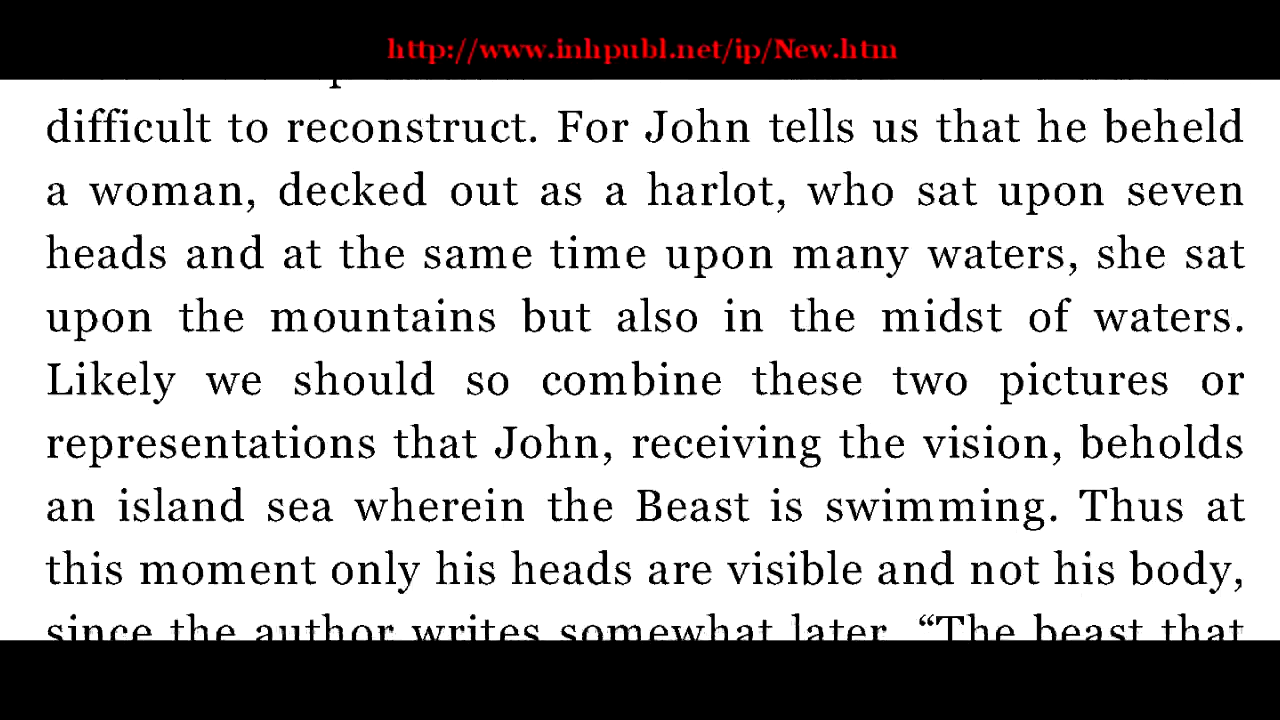 http://www.inhpubl.net/ip/New.htm
difficult to reconstruct. For John tells us that he beheld
a woman, decked out as a harlot, who sat upon seven
heads and at the same time upon many waters, she sat
upon the mountains but also in the midst of waters.
Likely we should so combine these two pictures or
representations that John, receiving the vision, beholds
an island sea wherein the Beast is swimming. Thus at
this moment only his heads are visible and not his body,
since the author writes somewhat later, “The beast that